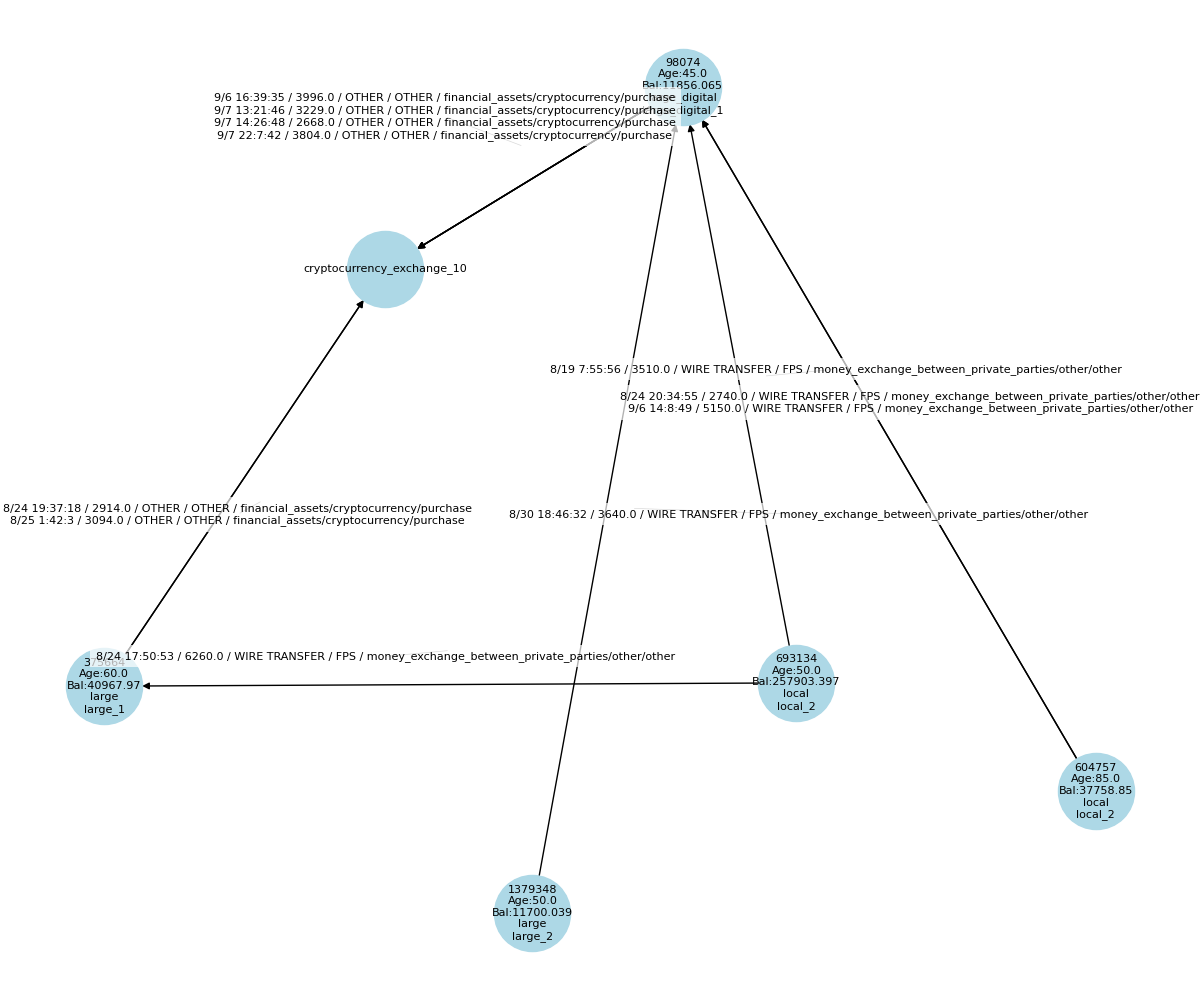 98074
Age:45.0
Bal:11856.065
digital
digital_1
9/6 16:39:35 / 3996.0 / OTHER / OTHER / financial_assets/cryptocurrency/purchase
9/7 13:21:46 / 3229.0 / OTHER / OTHER / financial_assets/cryptocurrency/purchase
9/7 14:26:48 / 2668.0 / OTHER / OTHER / financial_assets/cryptocurrency/purchase
9/7 22:7:42 / 3804.0 / OTHER / OTHER / financial_assets/cryptocurrency/purchase
cryptocurrency_exchange_10
8/19 7:55:56 / 3510.0 / WIRE TRANSFER / FPS / money_exchange_between_private_parties/other/other
8/24 20:34:55 / 2740.0 / WIRE TRANSFER / FPS / money_exchange_between_private_parties/other/other
9/6 14:8:49 / 5150.0 / WIRE TRANSFER / FPS / money_exchange_between_private_parties/other/other
8/24 19:37:18 / 2914.0 / OTHER / OTHER / financial_assets/cryptocurrency/purchase
8/25 1:42:3 / 3094.0 / OTHER / OTHER / financial_assets/cryptocurrency/purchase
8/30 18:46:32 / 3640.0 / WIRE TRANSFER / FPS / money_exchange_between_private_parties/other/other
8/24 17:50:53 / 6260.0 / WIRE TRANSFER / FPS / money_exchange_between_private_parties/other/other
Age:60.0
Bal:40967.97
large
large_1
693134
Age:50.0
Bal:257903.397
local
local_2
604757
Age:85.0
Bal:37758.85
local
local_2
1379348
Age:50.0
Bal:11700.039
large
large_2